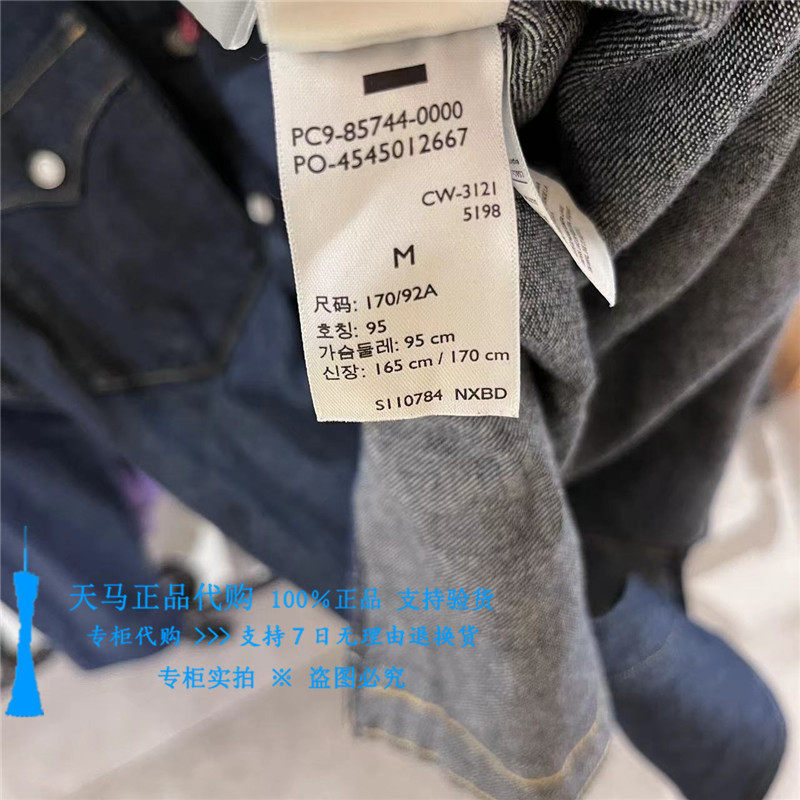 PC9-85744-0000
PO-4545012667
CW-3121
5198
M
尺码: 170/92A
호칭: 95
가슴둘레: 95 cm
신장: 165 cm / 170 cm
S110784 NXBD
天马正品代购 100%正品 支持验货
专柜代购 >>> 支持7日无理由退换货
专柜实拍 ※ 盗图必究